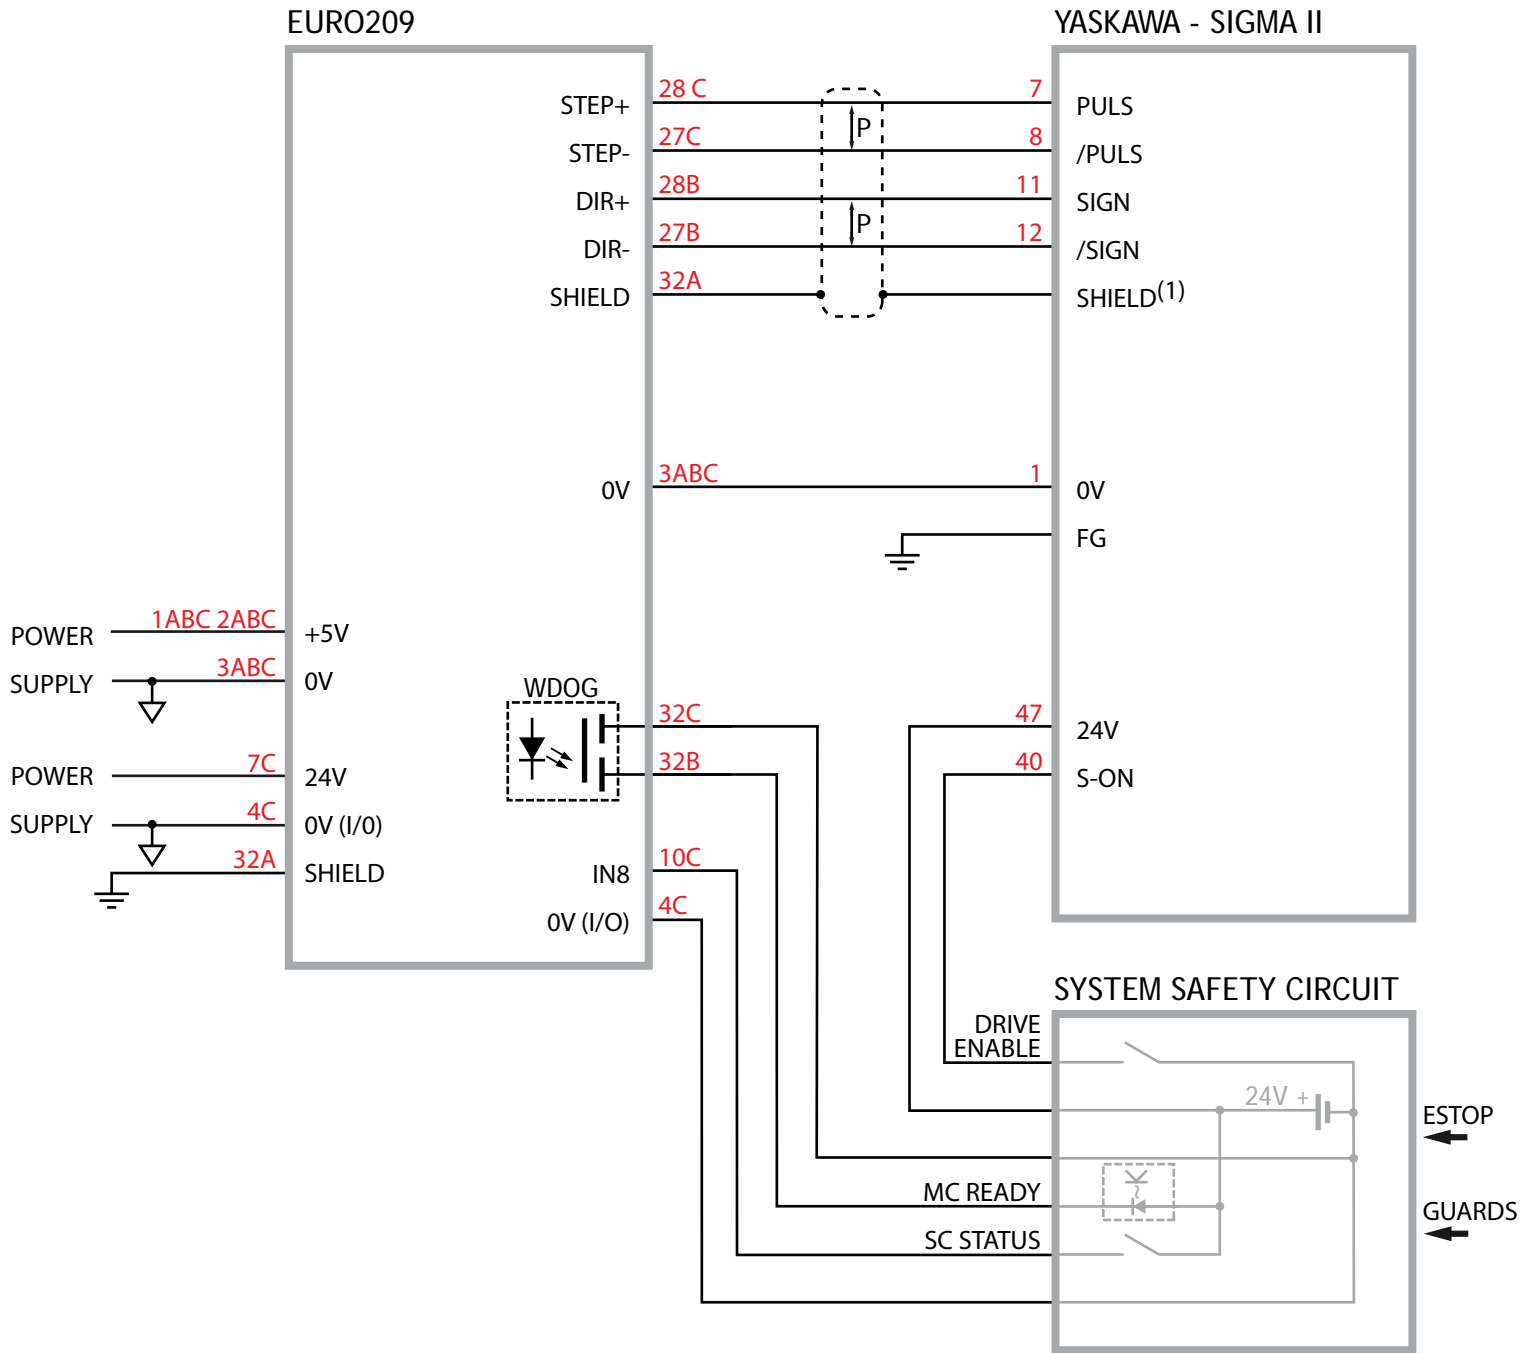 EURO209
YASKAWA - SIGMA II
28 C
7
STEP+
PULS
P
27C
8
STEP-
/PULS
28B
11
DIR+
SIGN
P
27B
12
DIR-
/SIGN
32A
SHIELD
SHIELD(1)
3ABC
1
0V
0V
FG
1ABC 2ABC
POWER
+5V
3ABC
SUPPLY
0V
WDOG
32C
47
24V
7C
32B
40
POWER
24V
S-ON
4C
SUPPLY
0V (I/0)
32A
SHIELD
10C
IN8
4C
0V (I/O)
SYSTEM SAFETY CIRCUIT
DRIVE
ENABLE
24V +
ESTOP
MC READY
GUARDS
SC STATUS